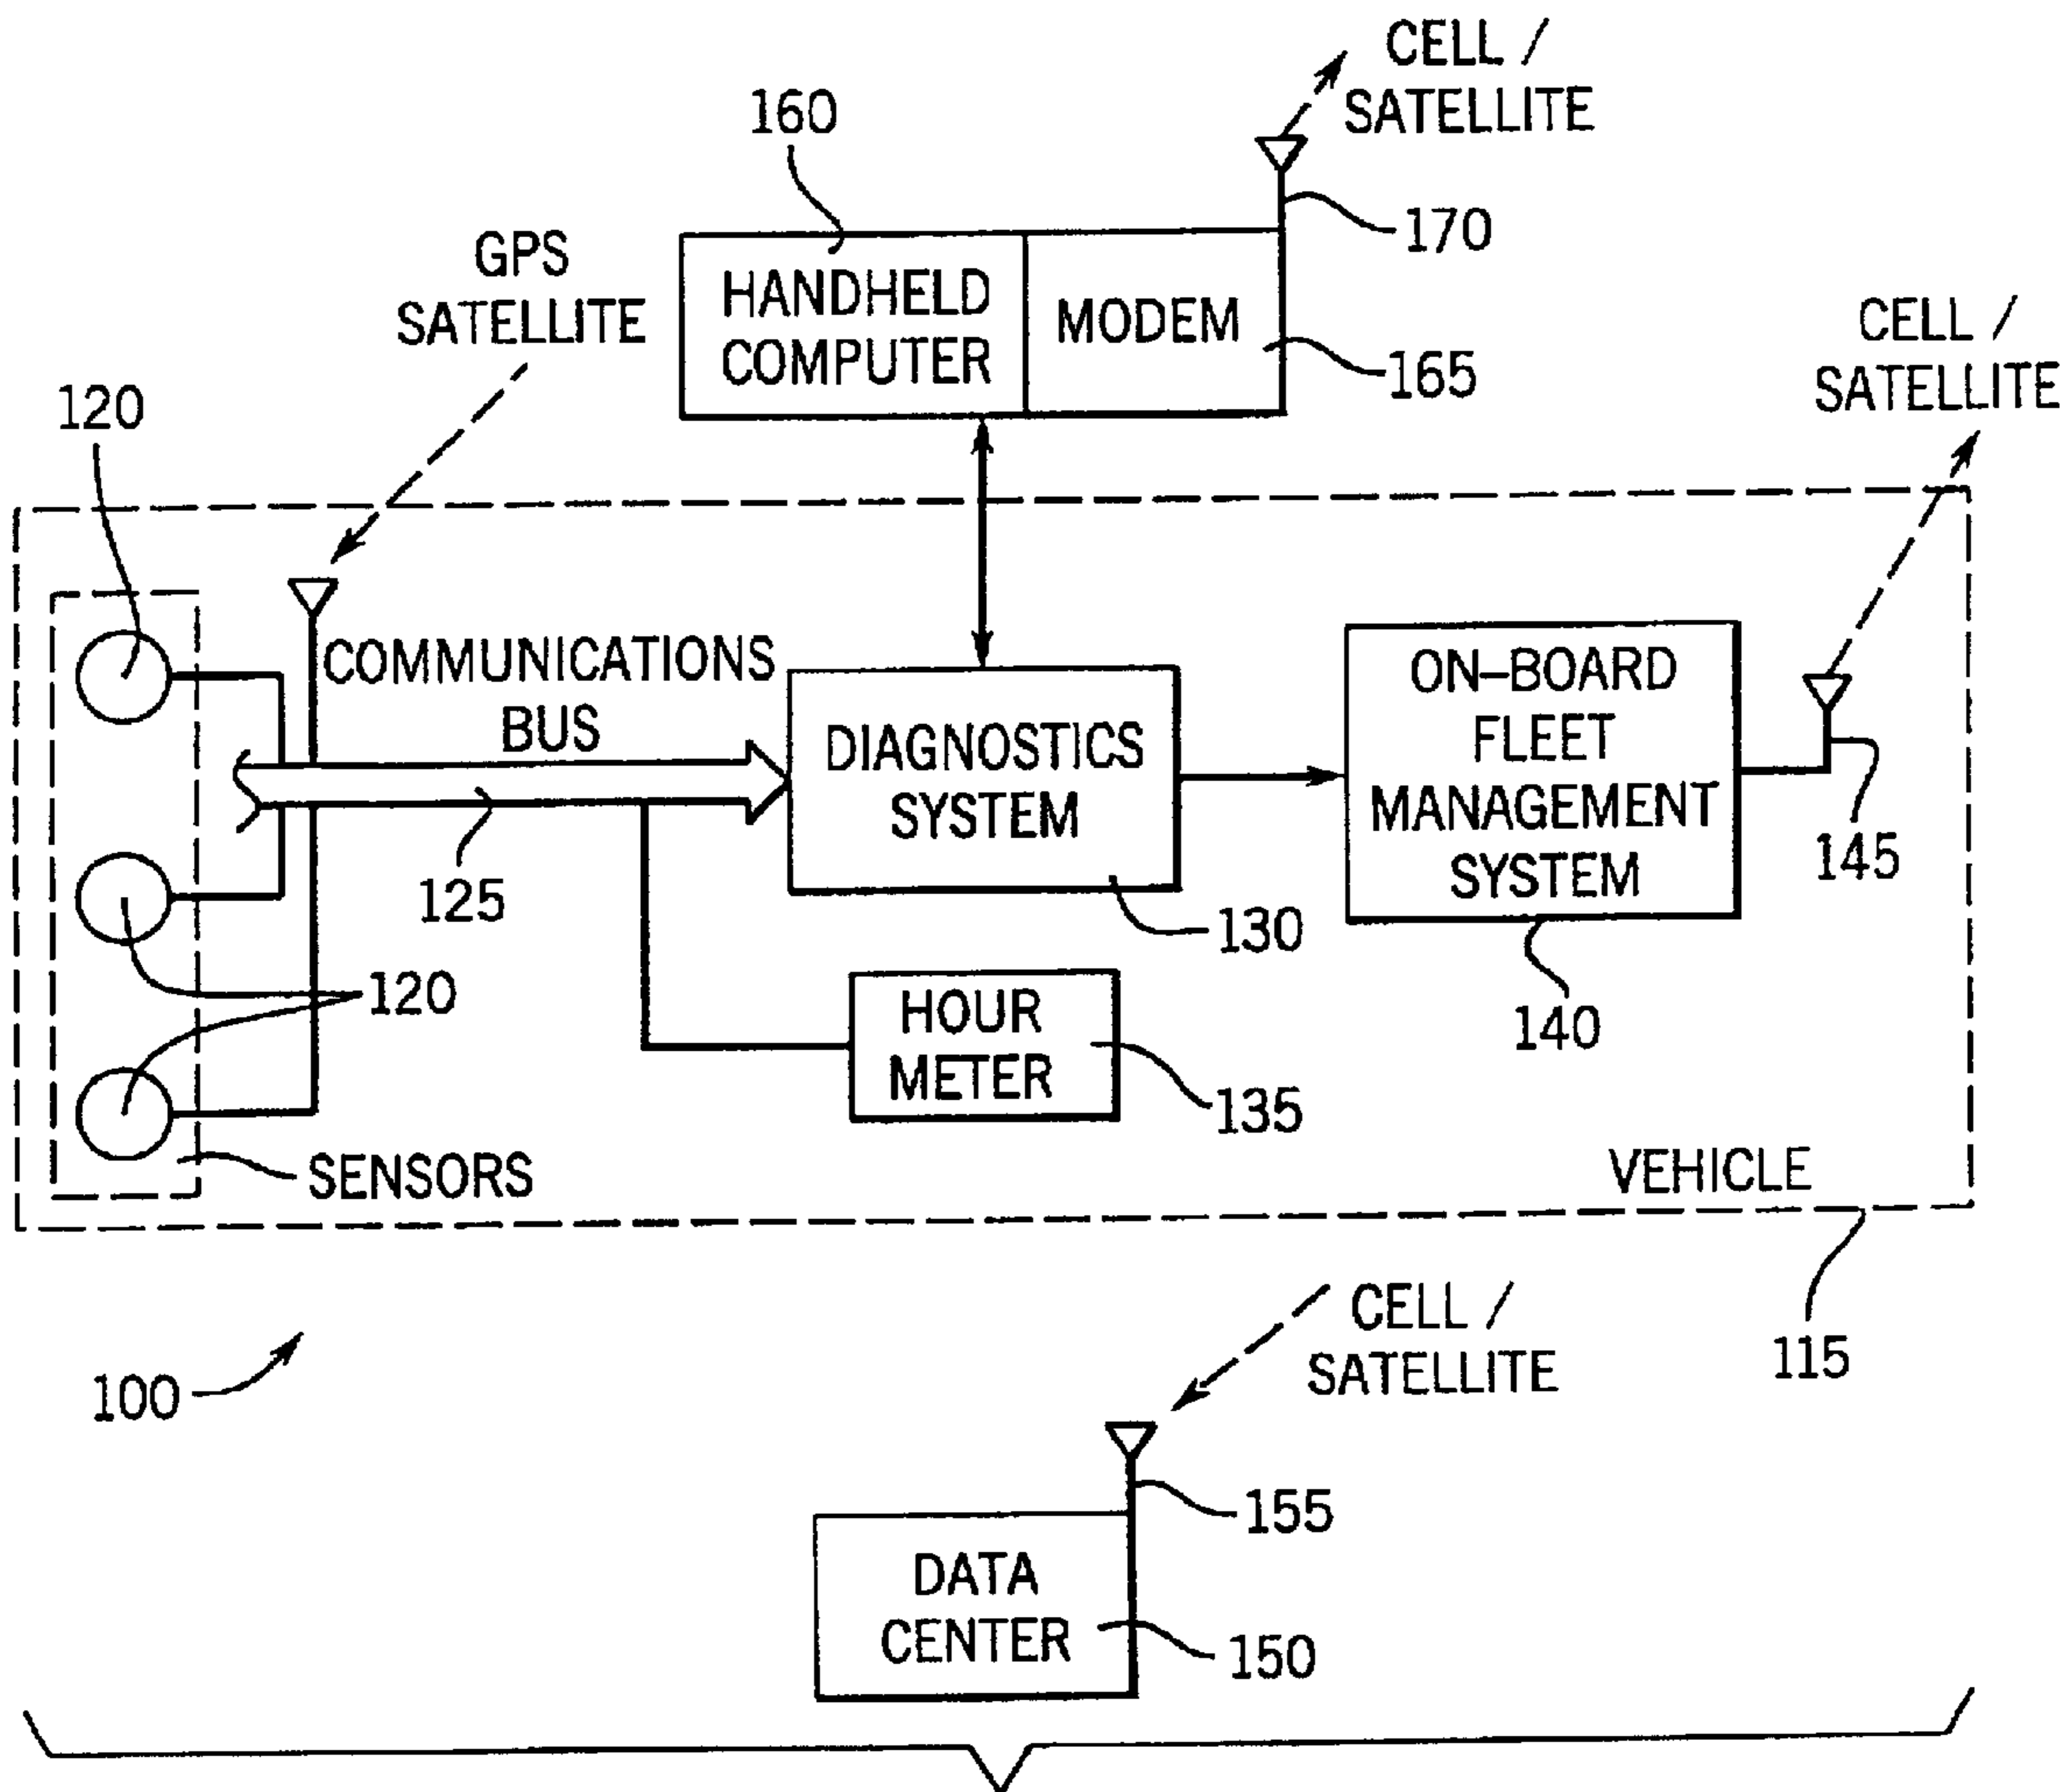 CELL /
SATELLITE
160
170
GPS
SATELLITE
HANDHELD
COMPUTER
MODEM
165
CELL /
SATELLITE
120
COMMUNICATIONS
BUS
125
DIAGNOSTICS
SYSTEM
130
ON–BOARD
FLEET
MANAGEMENT
SYSTEM
145
140
120
HOUR
METER
135
SENSORS
VEHICLE
115
100
CELL /
SATELLITE
155
DATA
CENTER
150